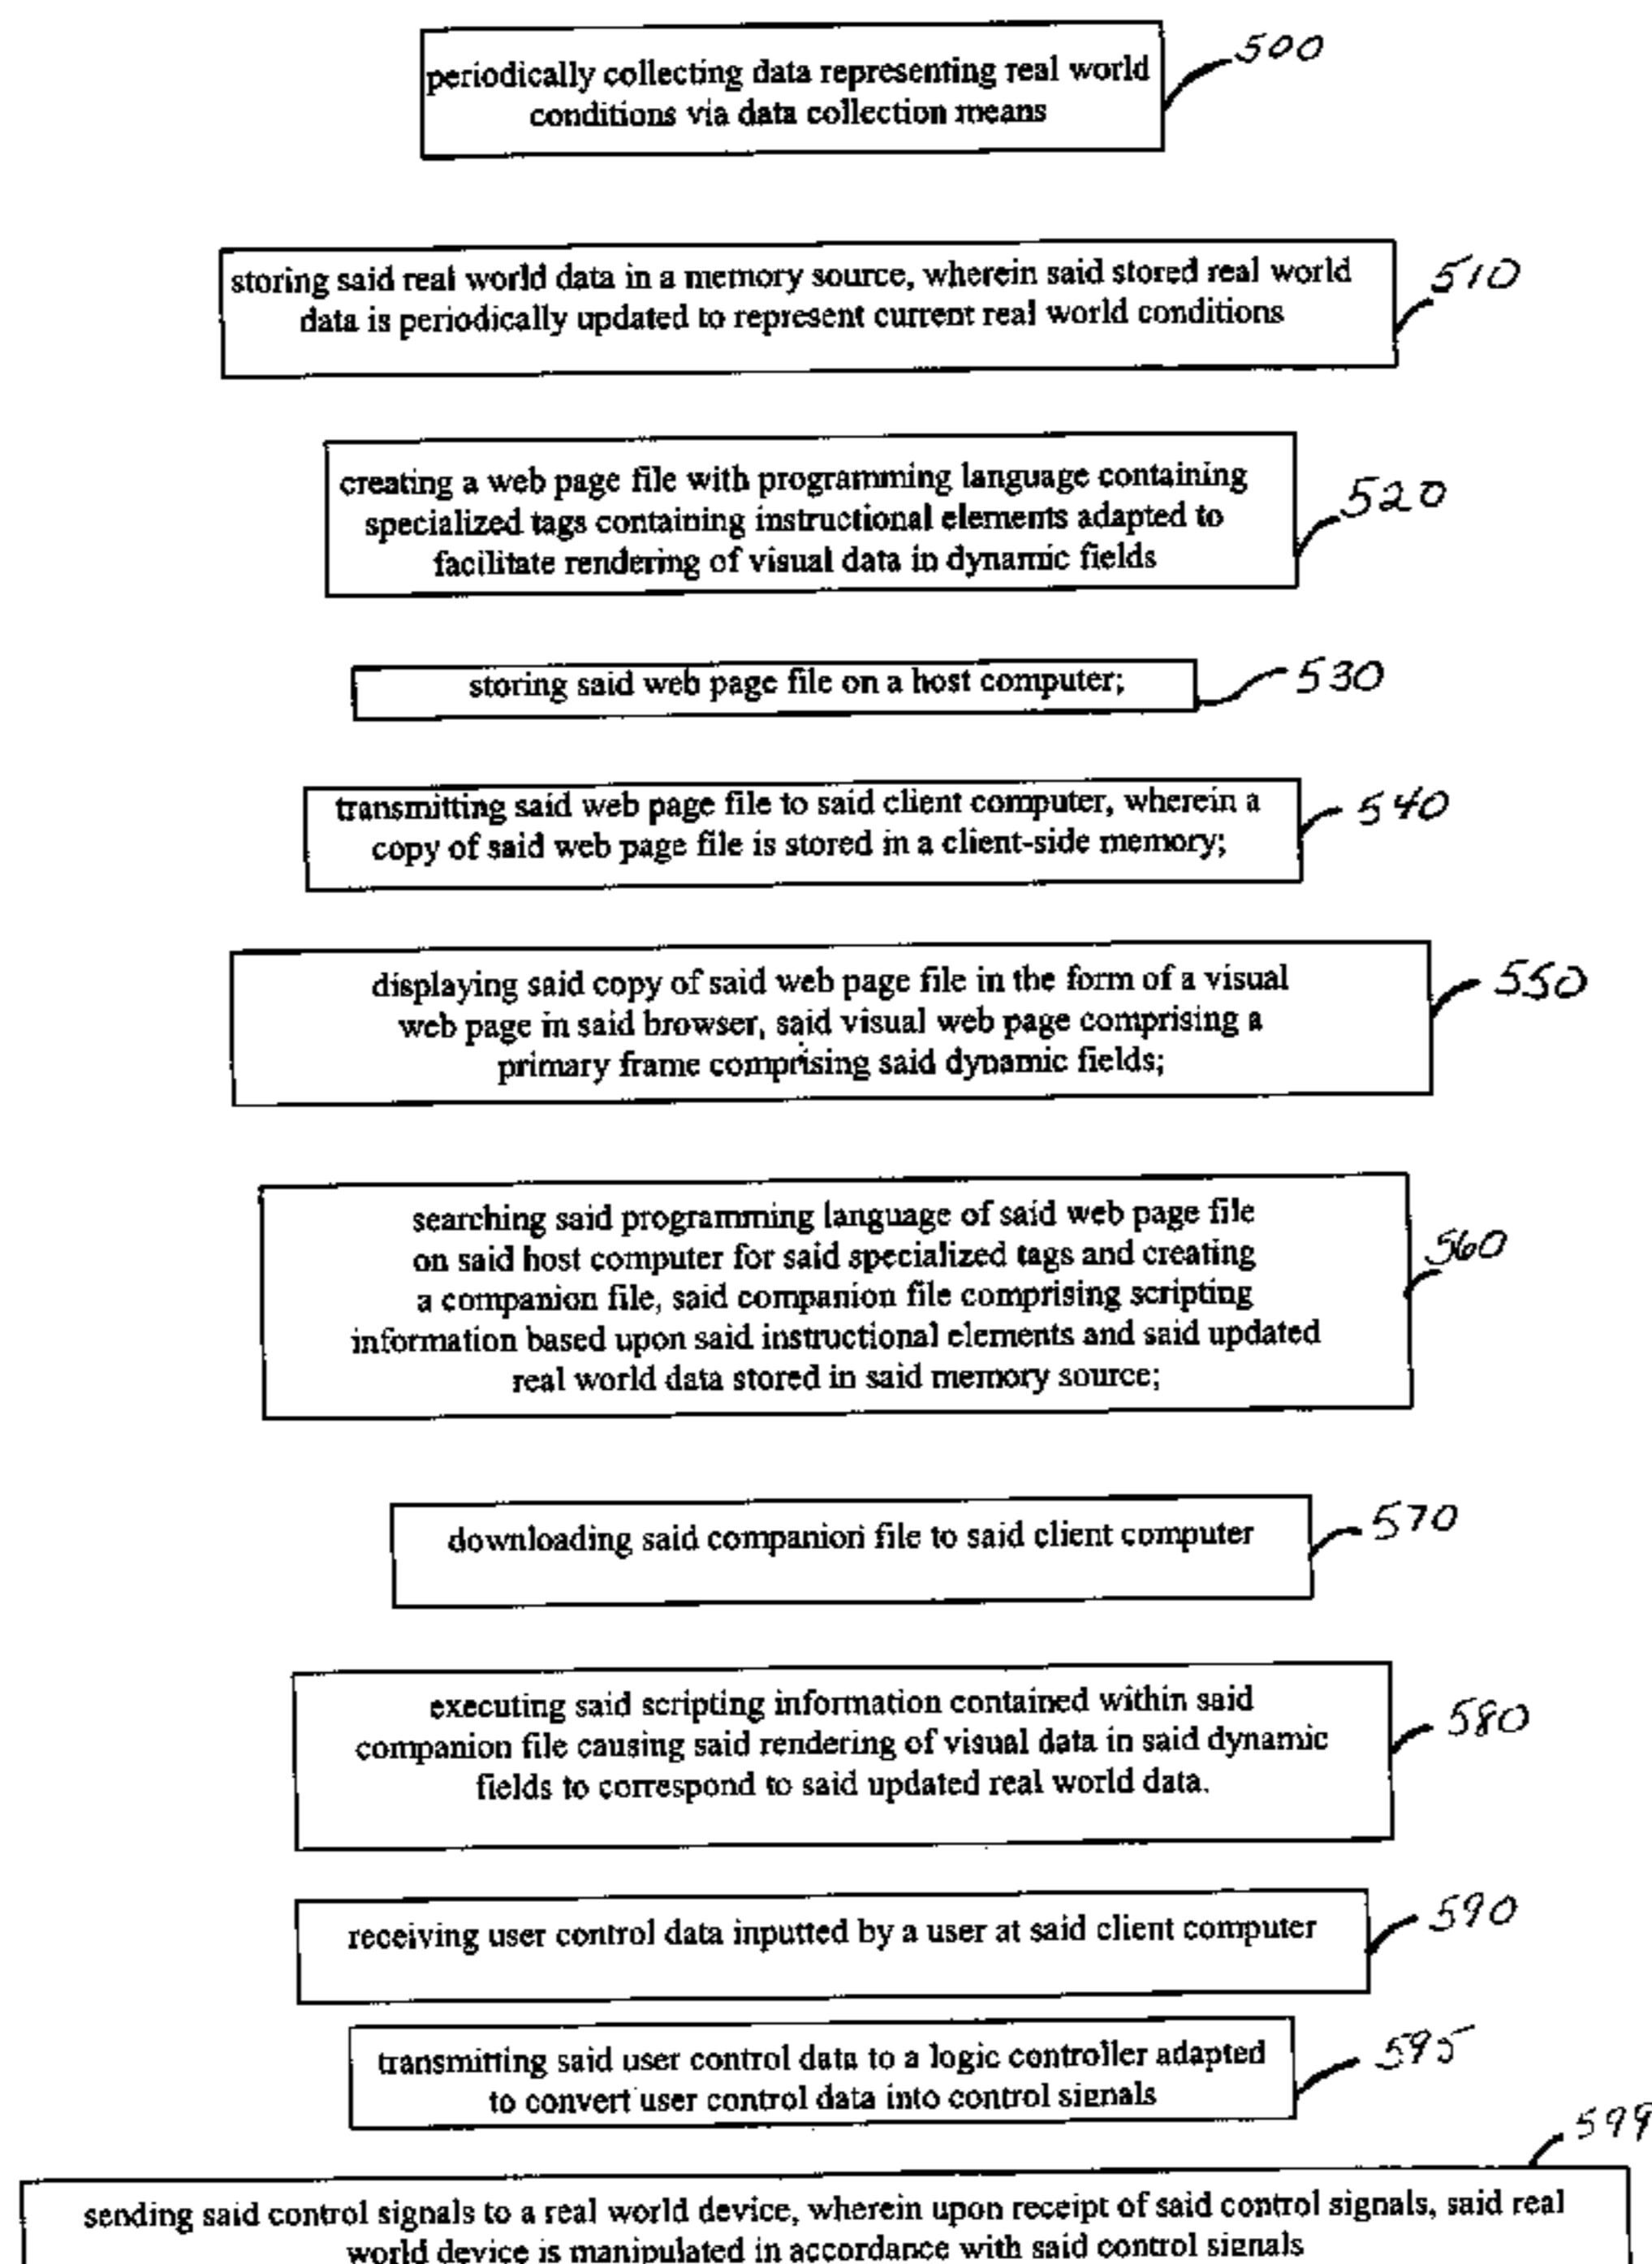 500
periodically collecting data representing real world
conditions via data collection means
510
storing said real world data in a memory source, wherein said stored real world
data is periodically updated to represent current real world conditions
520
creating a web page file with programming language containing
specialized tags containing instructional elements adapted to
facilitate rendering of visual data in dynamic fields
530
storing said web page file on a host computer;
540
transmitting said web page file to said client computer, wherein a
copy of said web page file is stored in a client-side memory;
550
displaying said copy of said web page file in the form of a visual
web page in said browser, said visual web page comprising a
primary frame comprising said dynamic fields;
560
searching said programming language of said web page file
on said host computer for said specialized tags and creating
a companion file, said companion file comprising scripting
information based upon said instructional elements and said updated
real world data stored in said memory source;
570
downloading said companion file to said client computer
580
executing said scripting information contained within said
companion file causing said rendering of visual data in said dynamic
fields to correspond to said updated real world data.
590
receiving user control data inputted by a user at said client computer
595
transmitting said user control data to a logic controller adapted
to convert user control data into control signals
599
sending said control signals to a real world device, wherein upon receipt of said control signals, said real
world device is manipulated in accordance with said control signals